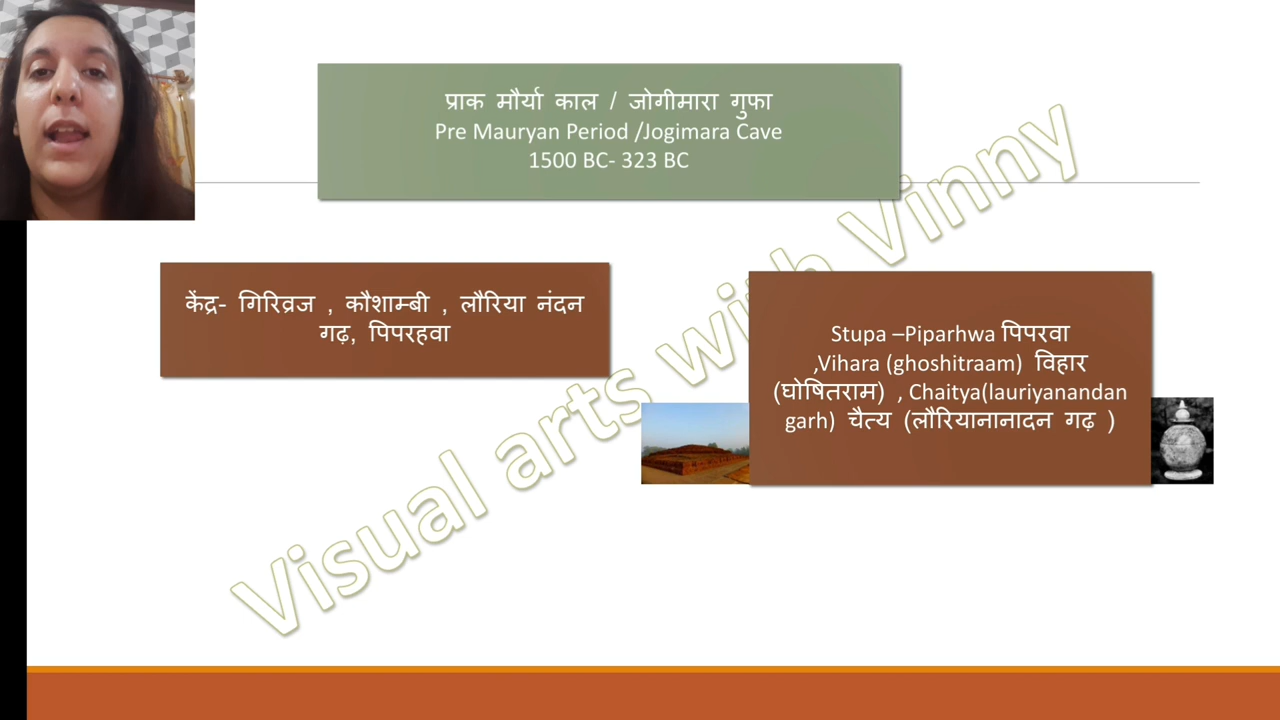 प्राक मौर्या काल / जोगीमारा गुफा
Pre Mauryan Period /Jogimara Cave
1500 BC- 323 BC
केंद्र- गिरिव्रज , कौशाम्बी , लौरिया नंदन
गढ़, पिपरहवा
Stupa –Piparhwa पिपरवा
,Vihara (ghoshitraam) विहार
(घोषितराम) , Chaitya(lauriyanandan
garh) चैत्य (लौरियानानादन गढ़ )
Visual arts with Vinny